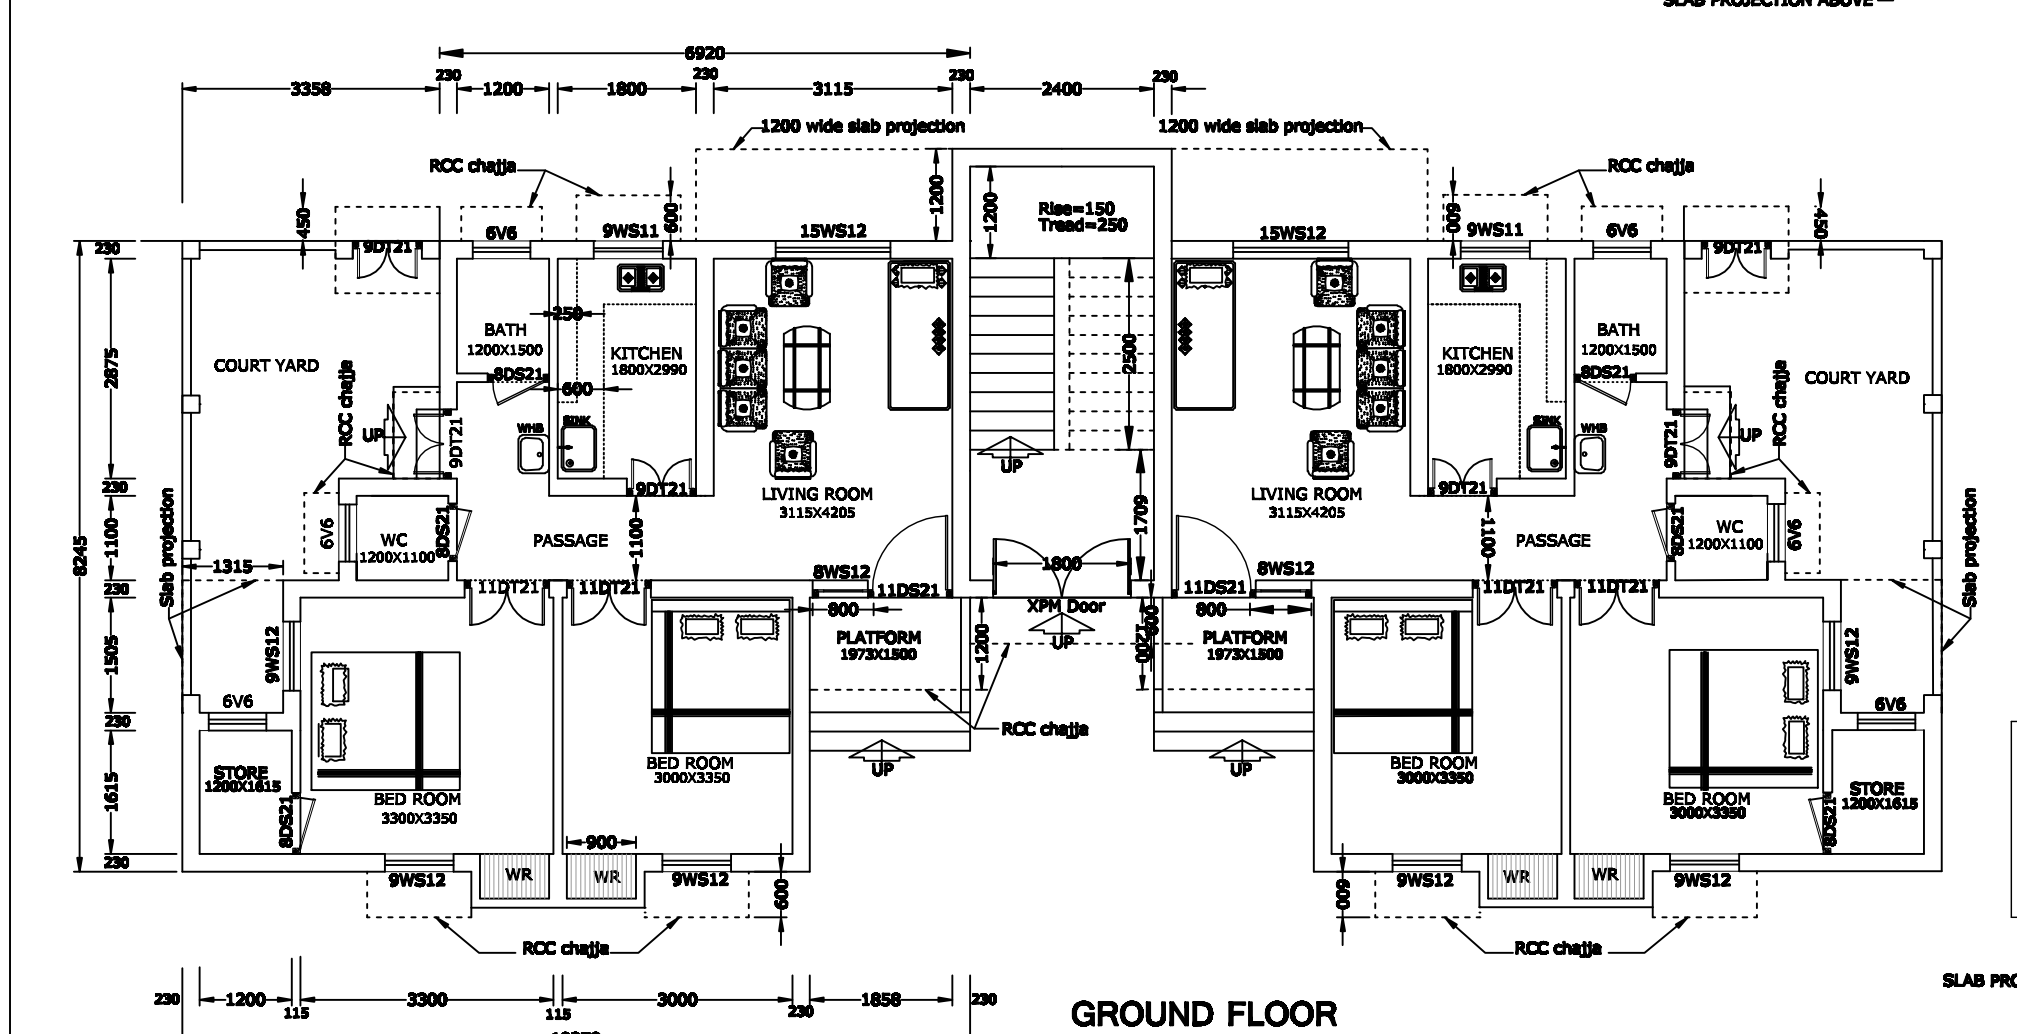 SLAB PROJECTION ABOVE
6920
230
230
230
230
3358
1200
1800
3115
2400
1200 wide slab projection
1200 wide slab projection
RCC chajja
RCC chajja
450
600
1200
1200
Rise=150
Tread=250
600
450
6V6
9WS11
15WS12
15WS12
9WS11
6V6
230
9DT21
9DT21
250
BATH
1200X1500
KITCHEN
1800X2990
KITCHEN
1800X2990
BATH
1200X1500
COURT YARD
COURT YARD
2875
RCC chajja
8DS21
600
2500
8DS21
RCC chajja
UP
9DT21
WHB
SINK
SINK
WHB
9DT21
UP
UP
230
9DT21
9DT21
LIVING ROOM
3115X4205
LIVING ROOM
3115X4205
Slab projection
8245
1100
6V6
WC
1200X1100
8DS21
PASSAGE
1100
1709
1100
PASSAGE
8DS21
WC
1200X1100
6V6
Slab projection
1315
8WS12
1800
8WS12
230
11DT21
11DT21
11DS21
11DS21
11DT21
11DT21
800
XPM Door
600
800
PLATFORM
1973X1500
1200
UP
1200
PLATFORM
1973X1500
1505
9WS12
9WS12
6V6
6V6
230
RCC chajja
STORE
1200X1615
BED ROOM
3000X3350
UP
UP
BED ROOM
3000X3350
STORE
1200X1615
1615
8DS21
BED ROOM
3300X3350
BED ROOM
3000X3350
8DS21
900
230
9WS12
WR
WR
9WS12
600
600
9WS12
WR
WR
9WS12
RCC chajja
RCC chajja
SLAB PRO
230
1200
115
3300
115
3000
230
1858
230
GROUND FLOOR